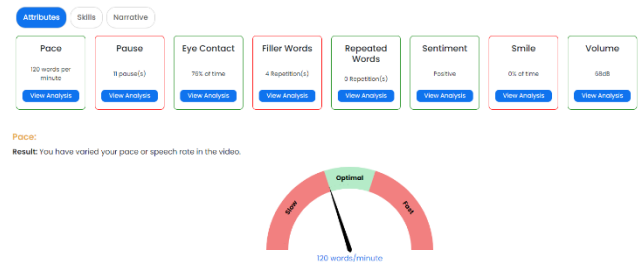 Attributes Skills Narrative
Pace Pause Eye Contact Filler Words Repeated Words Sentiment Smile Volume
120 words per minute 11 pause(s) 76% of time 4 Repetition(s) 3 Repetition(s) Positive 0% of time 68dB
View Analysis View Analysis View Analysis View Analysis View Analysis View Analysis View Analysis View Analysis
Pace:
Result: You have varied your pace or speech rate in the video.
Slow Optimal Fast
120 words/minute